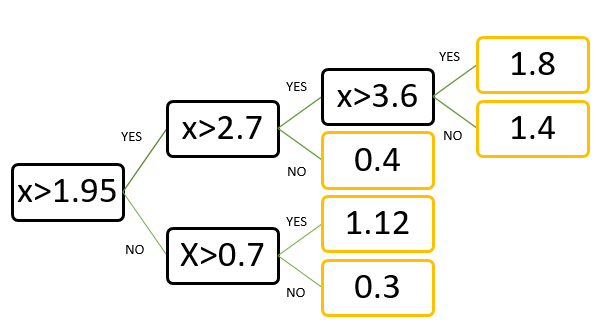 YES
1.8
YES
x>3.6
x>2.7
NO
1.4
YES
NO
0.4
x>1.95
YES
1.12
NO
X>0.7
NO
0.3